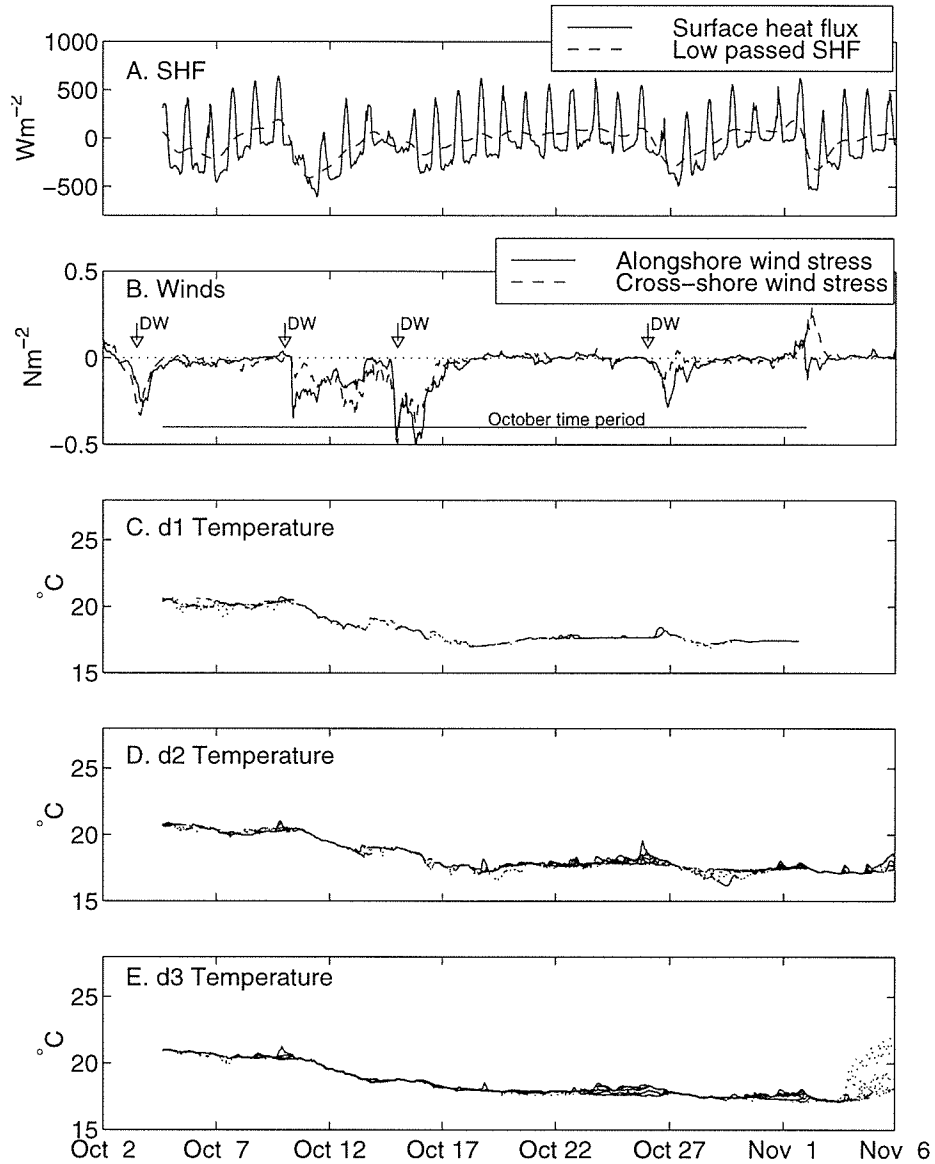 Surface heat flux
Low passed SHF
A. SHF
1000
500
0
−500
Wm−2
Alongshore wind stress
Cross−shore wind stress
B. Winds
DW
DW
DW
DW
0.5
0
−0.5
Nm−2
October time period
C. d1 Temperature
25
20
15
°C
D. d2 Temperature
25
20
15
°C
E. d3 Temperature
25
20
15
°C
Oct 2 Oct 7 Oct 12 Oct 17 Oct 22 Oct 27 Nov 1 Nov 6